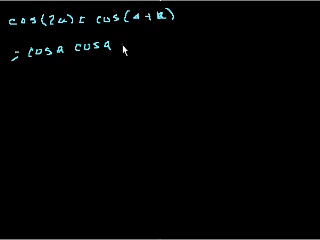 cos(2a) = cos(a+a)
= cos a cos a